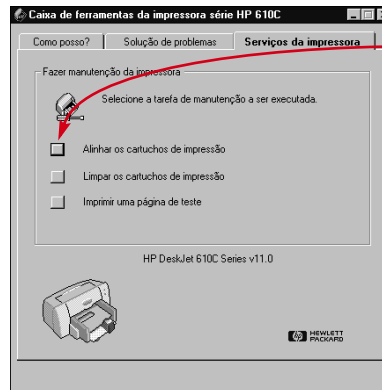 Caixa de ferramentas da impressora série HP 610C
Como posso?
Solução de problemas
Serviços da impressora
Fazer manutenção da impressora
Selecione a tarefa de manutenção a ser executada.
Alinhar os cartuchos de impressão
Limpar os cartuchos de impressão
Imprimir uma página de teste
HP DeskJet 610C Series v11.0
hp HEWLETT
PACKARD